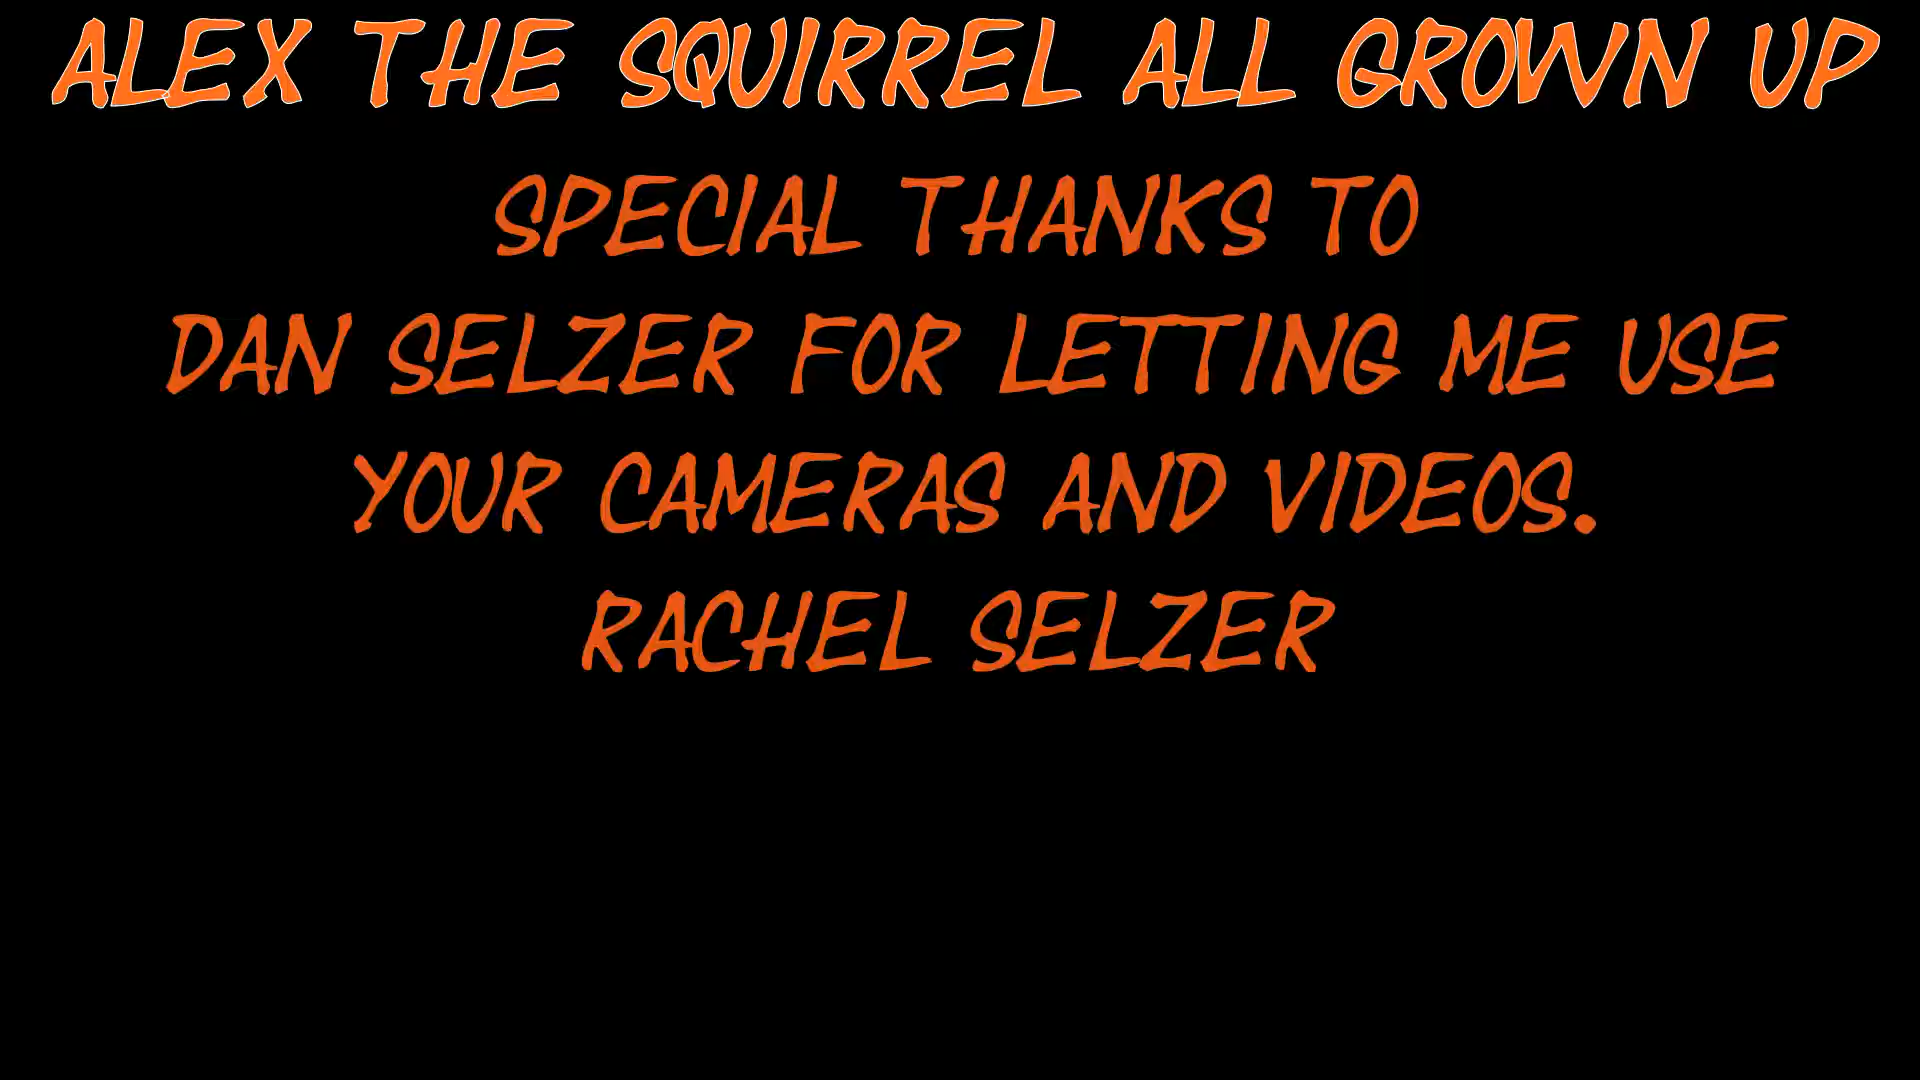 ALEX THE SQUIRREL ALL GROWN UP
SPECIAL THANKS TO
DAN SELZER FOR LETTING ME USE
YOUR CAMERAS AND VIDEOS.
RACHEL SELZER